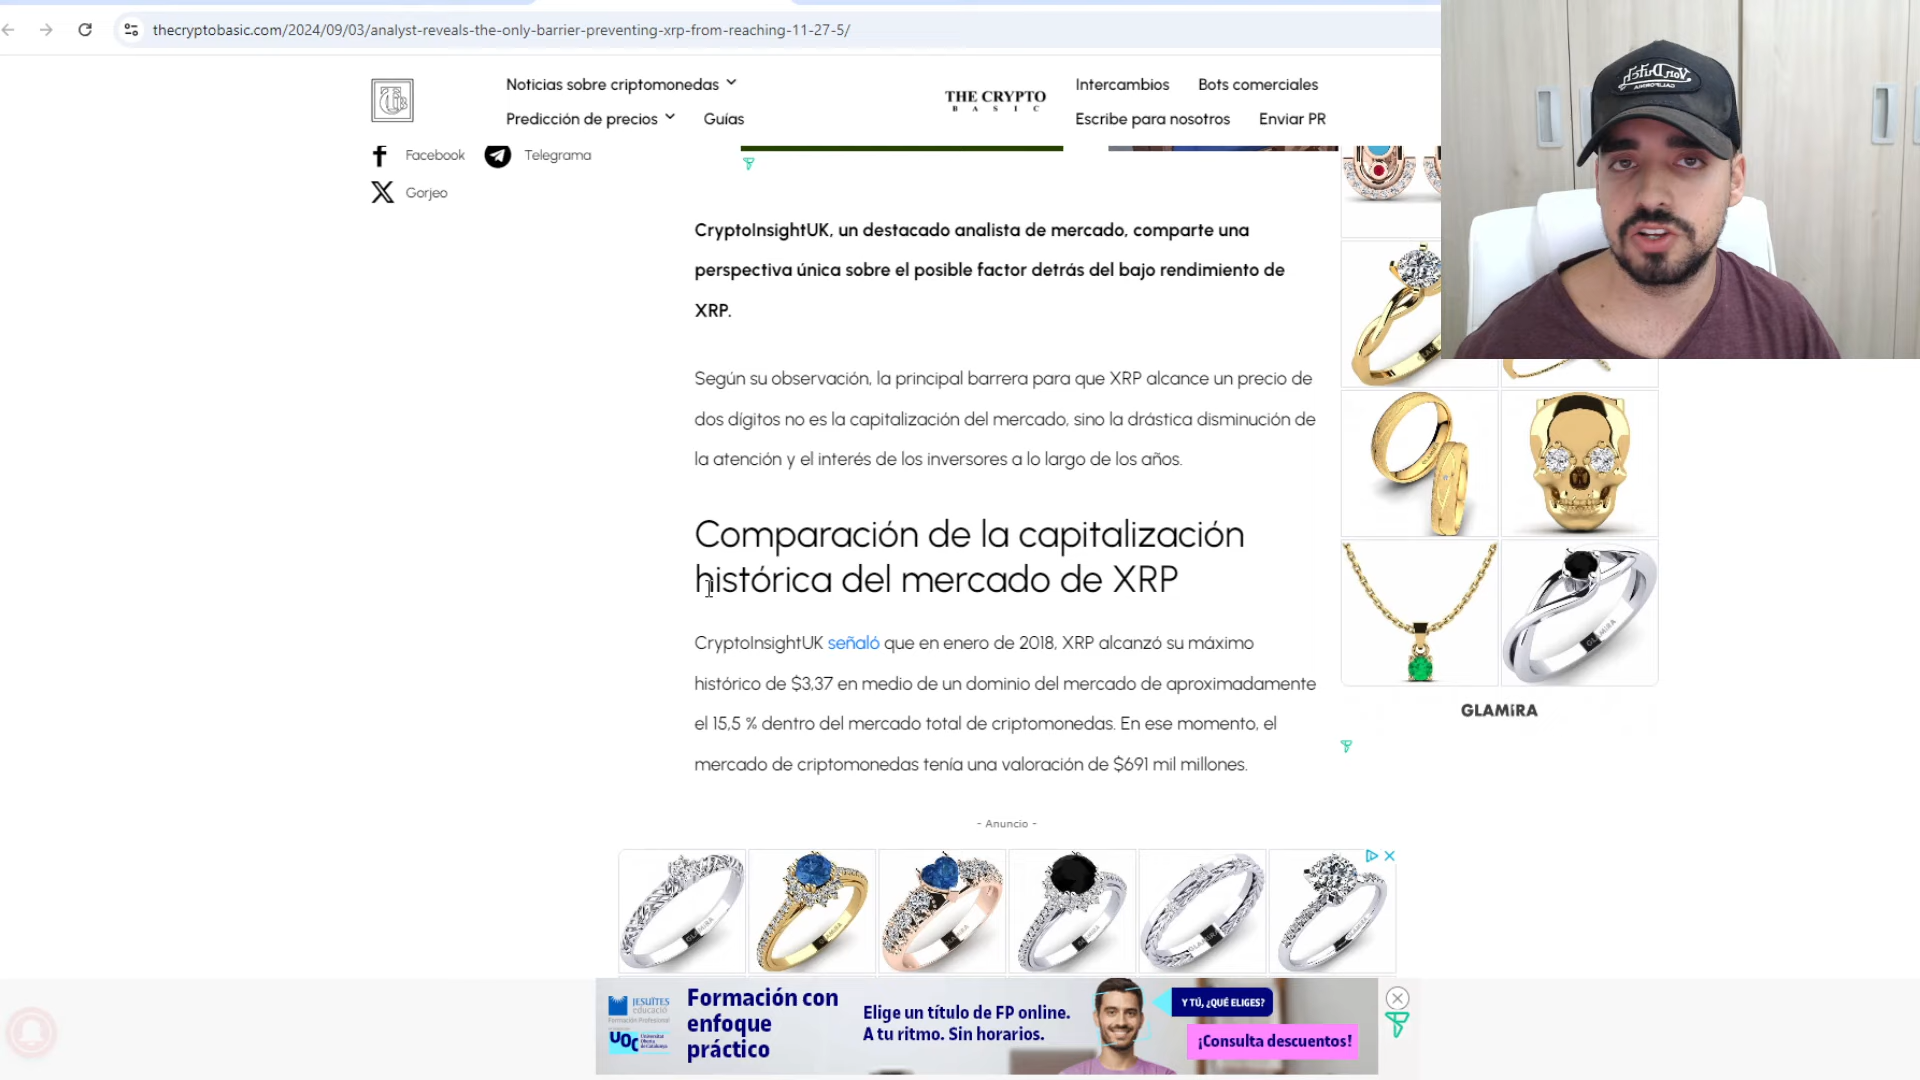 thecryptobasic.com/2024/09/03/analyst-reveals-the-only-barrier-preventing-xrp-from-reaching-11-27-5/
Noticias sobre criptomonedas
Predicción de precios
Guías
THE CRYPTO
BASIC
Intercambios
Bots comerciales
Escribe para nosotros
Enviar PR
Facebook
Telegrama
Gorjeo
CryptoInsightUK, un destacado analista de mercado, comparte una
perspectiva única sobre el posible factor detrás del bajo rendimiento de
XRP.
Según su observación, la principal barrera para que XRP alcance un precio de
dos dígitos no es la capitalización del mercado, sino la drástica disminución de
la atención y el interés de los inversores a lo largo de los años.
Comparación de la capitalización
histórica del mercado de XRP
CryptoInsightUK señaló que en enero de 2018, XRP alcanzó su máximo
histórico de $3,37 en medio de un dominio del mercado de aproximadamente
el 15,5 % dentro del mercado total de criptomonedas. En ese momento, el
mercado de criptomonedas tenía una valoración de $691 mil millones.
GLAMIRA
- Anuncio -
JESUÏTES
educació
Formació Professional
UOC
Formación con
enfoque
práctico
Elige un título de FP online.
A tu ritmo. Sin horarios.
Y TÚ, ¿QUÉ ELIGES?
¡Consulta descuentos!